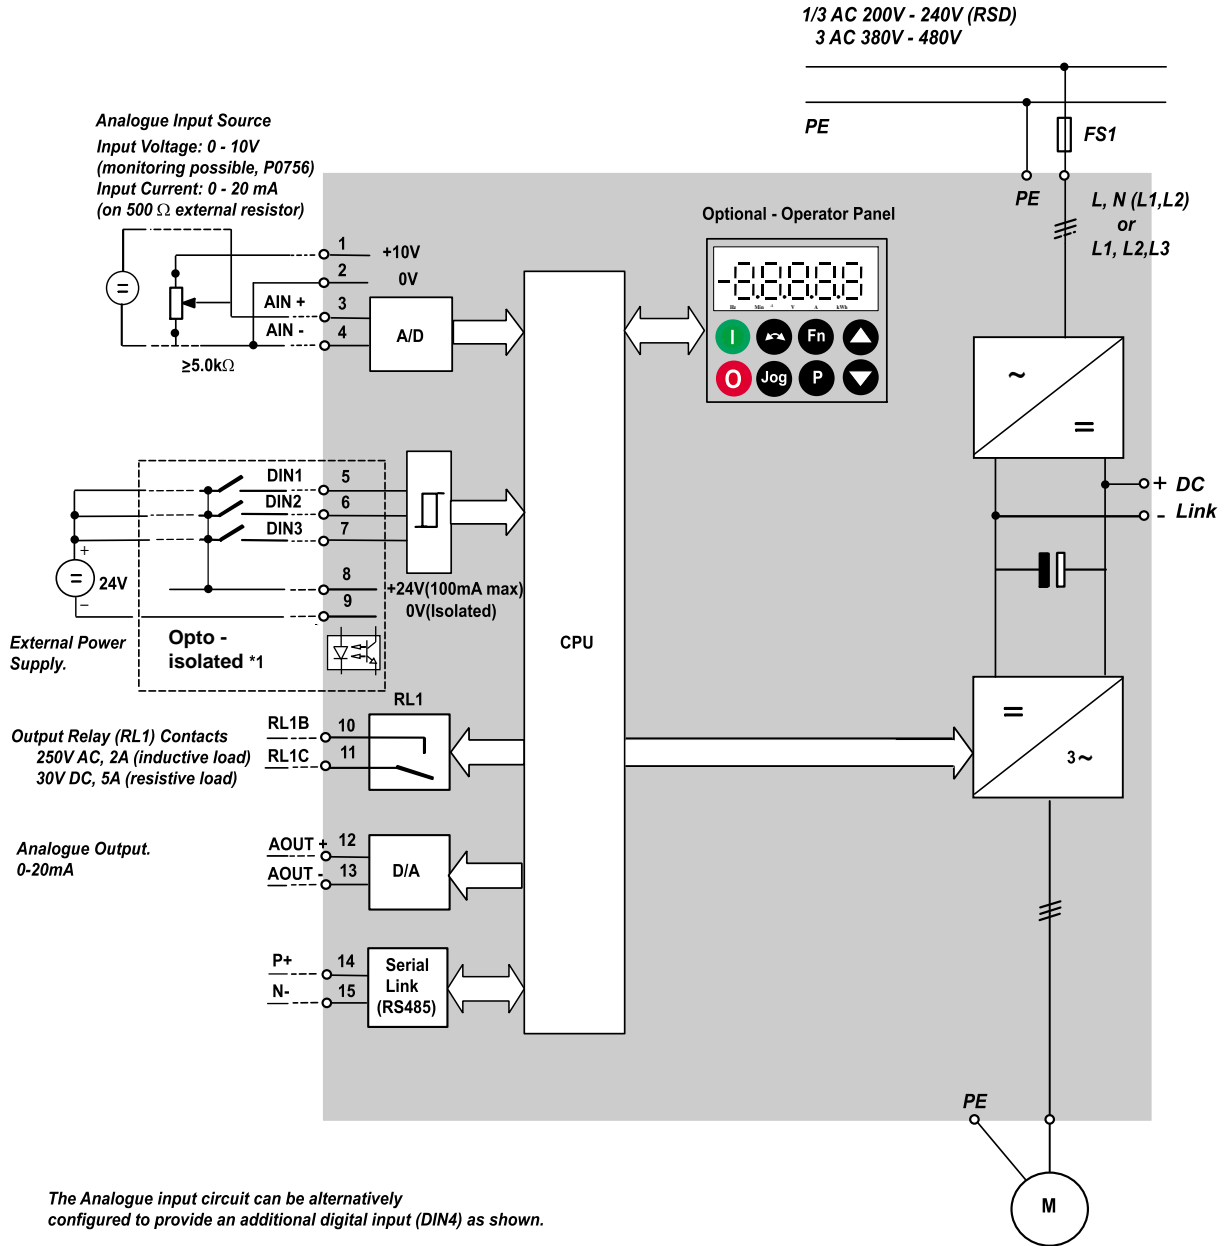 1/3 AC 200V - 240V (RSD)
3 AC 380V - 480V
PE
FS1
Analogue Input Source
Input Voltage: 0 - 10V
(monitoring possible, P0756)
Input Current: 0 - 20 mA
(on 500 Ω external resistor)
PE
L, N (L1,L2)
or
L1, L2,L3
Optional - Operator Panel
1
+10V
2
0V
AIN +
3
AIN -
4
A/D
≥5.0kΩ
Hz Min -1 V A kWh
I
Fn
O
Jog
P
~
=
DIN1
5
DIN2
6
DIN3
7
+ DC
- Link
+
=
24V
−
8
+24V(100mA max)
9
0V(Isolated)
External Power
Supply.
Opto -
isolated *1
CPU
RL1
Output Relay (RL1) Contacts
250V AC, 2A (inductive load)
30V DC, 5A (resistive load)
RL1B
10
RL1C
11
=
3 ~
Analogue Output.
0-20mA
AOUT +
12
AOUT -
13
D/A
P+
14
N-
15
Serial
Link
(RS485)
PE
M
The Analogue input circuit can be alternatively
configured to provide an additional digital input (DIN4) as shown.